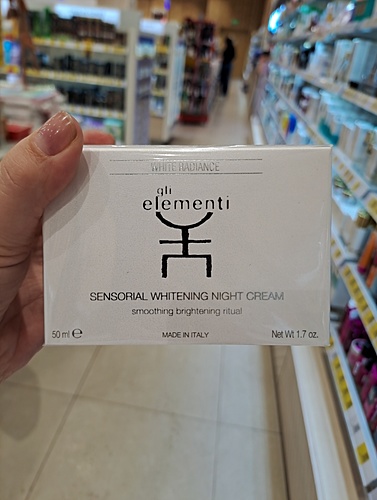 WHITE RADIANCE
gli
elementi
SENSORIAL WHITENING NIGHT CREAM
smoothing brightening ritual
50 ml ℮ MADE IN ITALY Net Wt 1.7 oz.